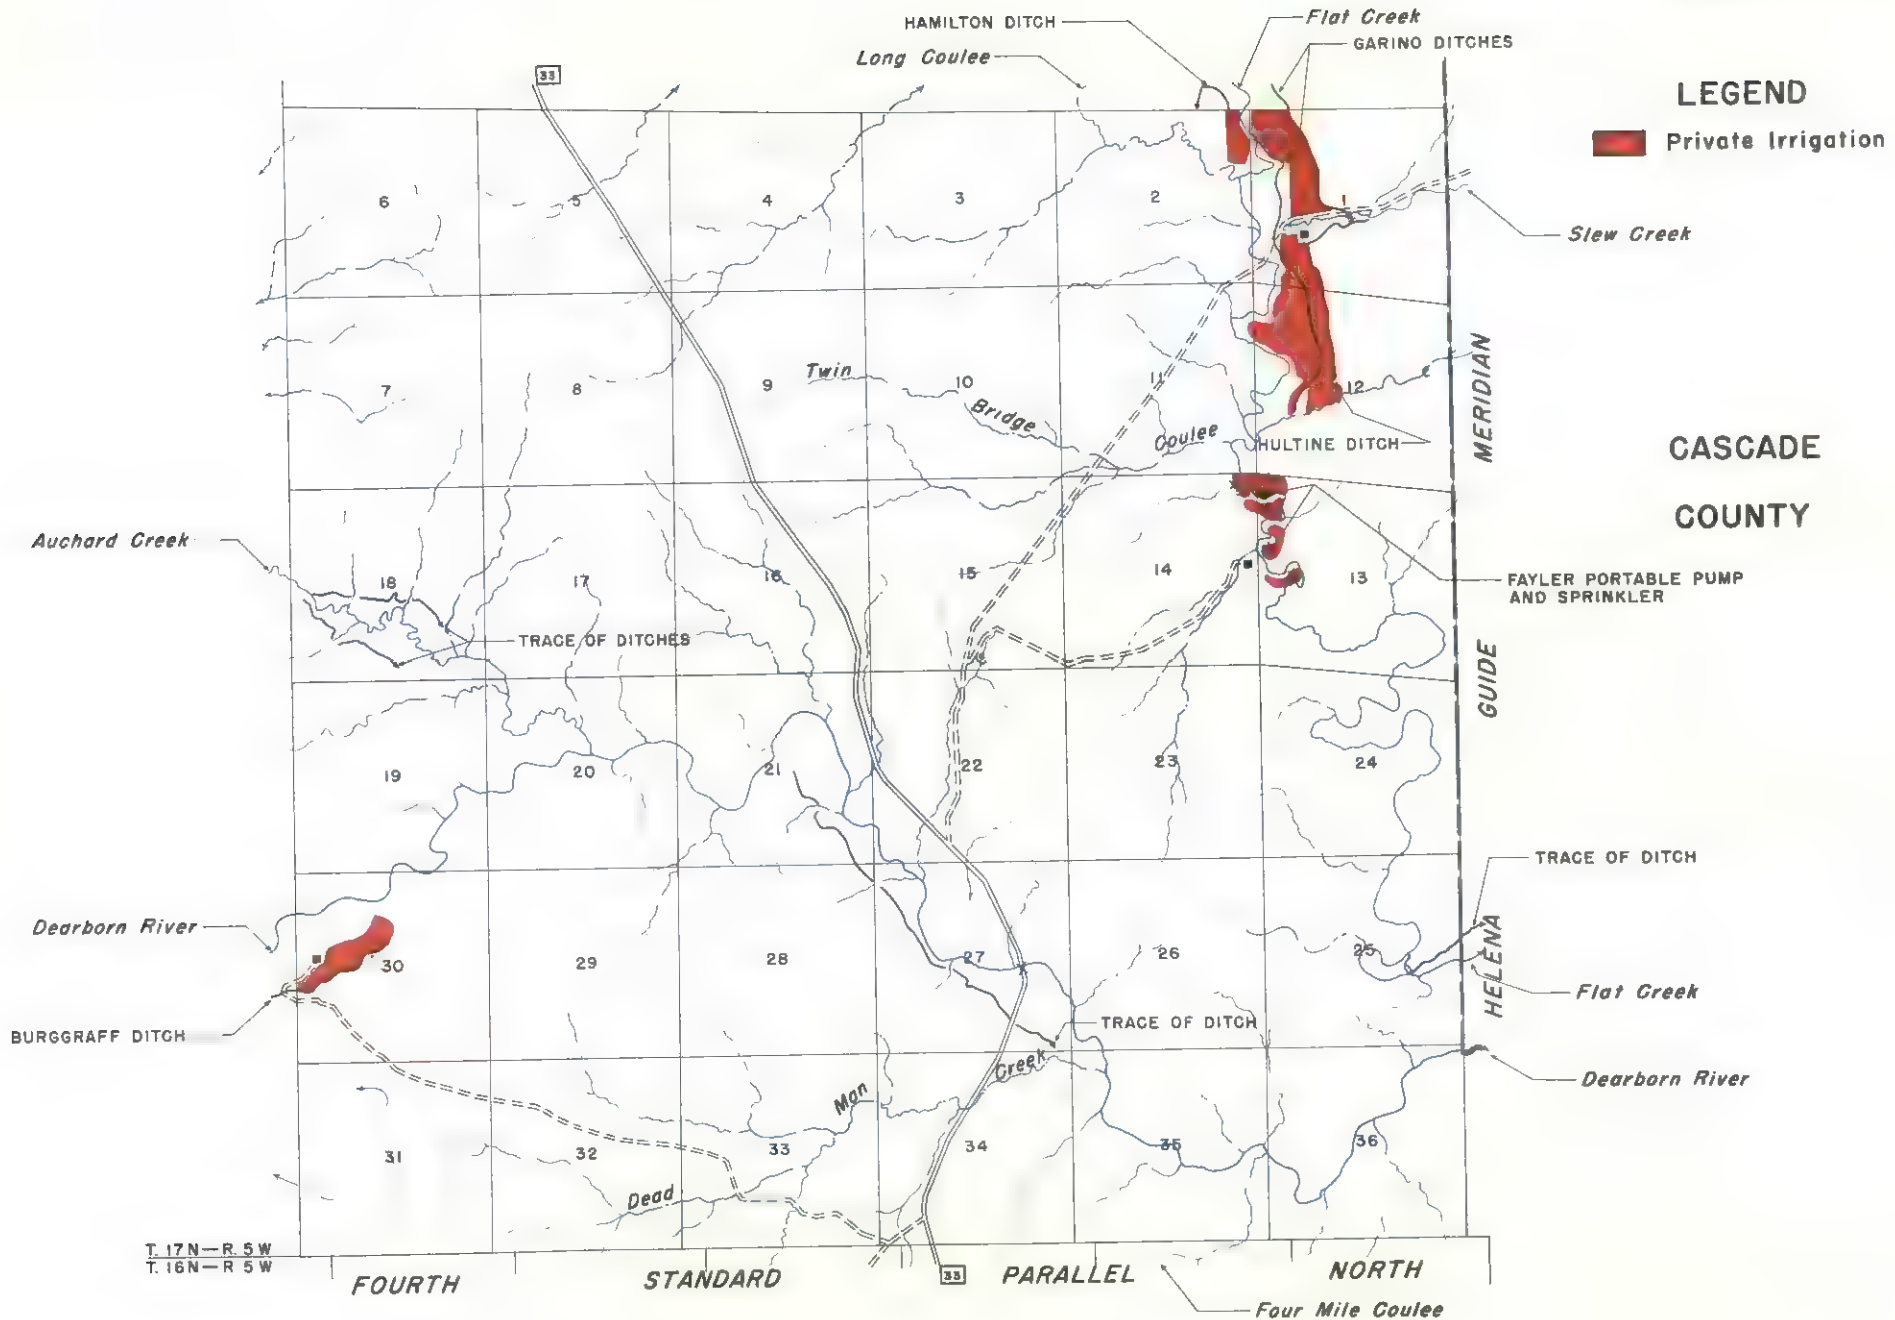 HAMILTON DITCH
Flat Creek
GARINO DITCHES
Long Coulee
33
LEGEND
Private Irrigation
6
5
4
3
2
1
Slew Creek
7
8
9
Twin
10
Bridge
11
Coulee
12
HULTINE DITCH
MERIDIAN
CASCADE
COUNTY
Auchard Creek
18
17
16
15
14
13
FAYLER PORTABLE PUMP
AND SPRINKLER
TRACE OF DITCHES
GUIDE
19
20
21
22
23
24
TRACE OF DITCH
Dearborn River
30
29
28
27
26
25
HELENA
Flat Creek
BURGGRAFF DITCH
TRACE OF DITCH
Creek
Man
Dearborn River
31
32
33
34
35
36
Dead
T. 17N—R. 5W
T. 16N—R 5W
FOURTH
STANDARD
33
PARALLEL
NORTH
Four Mile Coulee